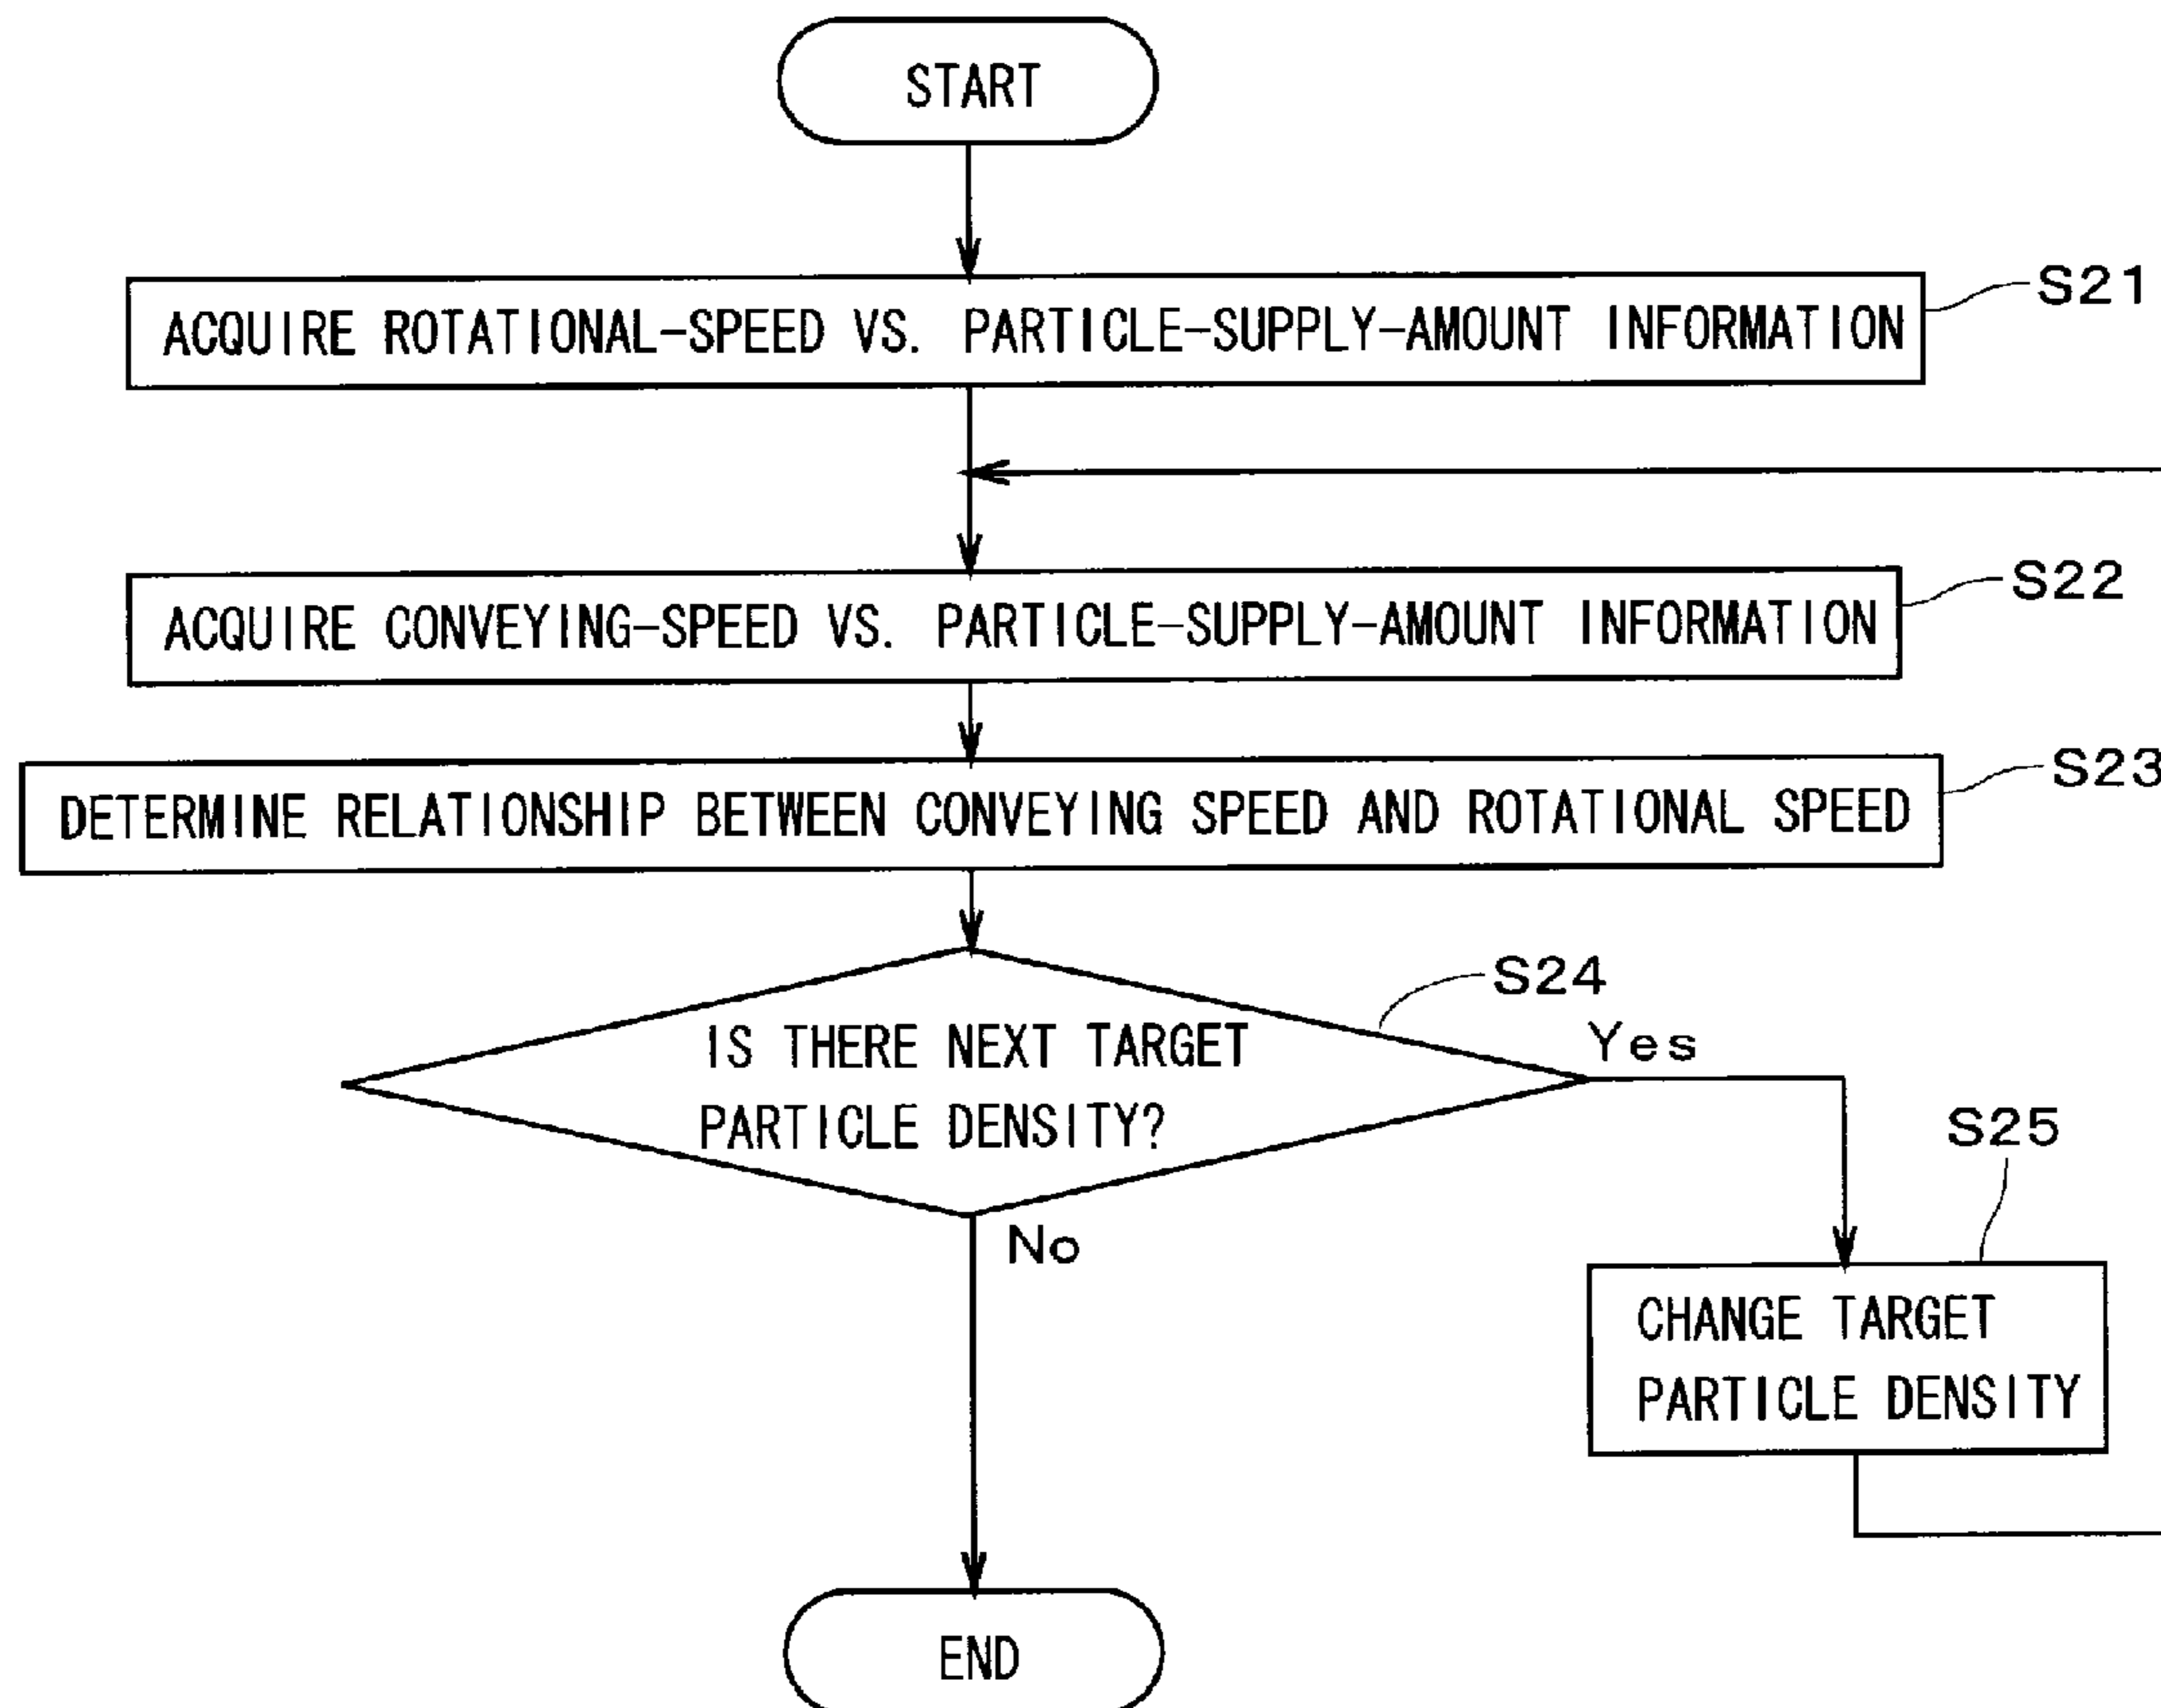 START
ACQUIRE ROTATIONAL-SPEED VS. PARTICLE-SUPPLY-AMOUNT INFORMATION
S21
ACQUIRE CONVEYING-SPEED VS. PARTICLE-SUPPLY-AMOUNT INFORMATION
S22
DETERMINE RELATIONSHIP BETWEEN CONVEYING SPEED AND ROTATIONAL SPEED
S23
S24
IS THERE NEXT TARGET
PARTICLE DENSITY?
Yes
No
S25
CHANGE TARGET
PARTICLE DENSITY
END